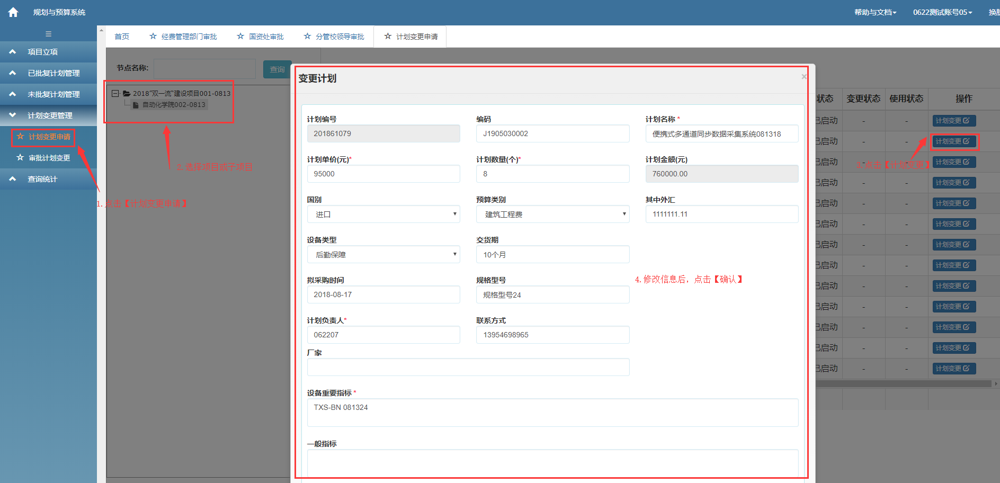 规划与预算系统
帮助与文档
0622测试账号05
换肤
项目立项
已批复计划管理
未批复计划管理
计划变更管理
计划变更申请
审批计划变更
查询统计
首页
经费管理部门审批
国资处审批
分管校领导审批
计划变更申请
节点名称:
查询
2018"双一流"建设项目001-0813
自动化学院002-0813
1.点击【计划变更申请】
2.选择项目或子项目
变更计划
×
计划编号
编码
计划名称 *
201861079
J1905030002
便携式多通道同步数据采集系统081318
计划单价(元)*
计划数量(个)*
计划金额(元)
95000
8
760000.00
国别
预算类别
其中外汇
进口
建筑工程费
1111111.11
设备类型
交货期
后勤保障
10个月
拟采购时间
规格型号
2018-08-17
规格型号24
4.修改信息后，点击【确认】
计划负责人*
联系方式
062207
13954698965
厂家
设备重要指标 *
TXS-BN 081324
一般指标
状态 变更状态 使用状态 操作
已启动 - - 计划变更
已启动 - - 计划变更
3.点击【计划变更】
已启动 - - 计划变更
已启动 - - 计划变更
已启动 - - 计划变更
已启动 - - 计划变更
已启动 - - 计划变更
已启动 - - 计划变更
已启动 - - 计划变更
已启动 - - 计划变更
已启动 - - 计划变更
已启动 - - 计划变更
已启动 - - 计划变更